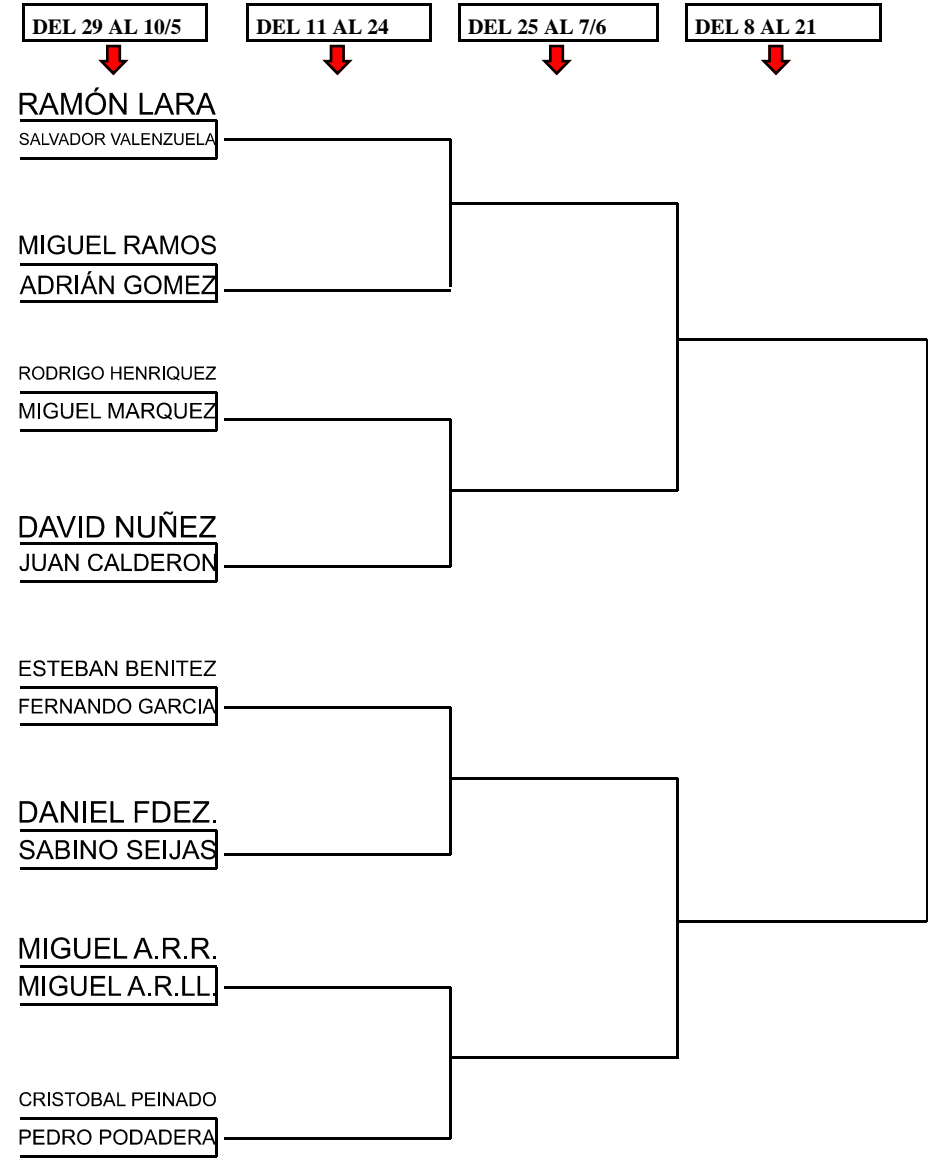 DEL 29 AL 10/5
DEL 11 AL 24
DEL 25 AL 7/6
DEL 8 AL 21
RAMÓN LARA
SALVADOR VALENZUELA
MIGUEL RAMOS
ADRIÁN GOMEZ
RODRIGO HENRIQUEZ
MIGUEL MARQUEZ
DAVID NUÑEZ
JUAN CALDERON
ESTEBAN BENITEZ
FERNANDO GARCIA
DANIEL FDEZ.
SABINO SEIJAS
MIGUEL A.R.R.
MIGUEL A.R.LL.
CRISTOBAL PEINADO
PEDRO PODADERA